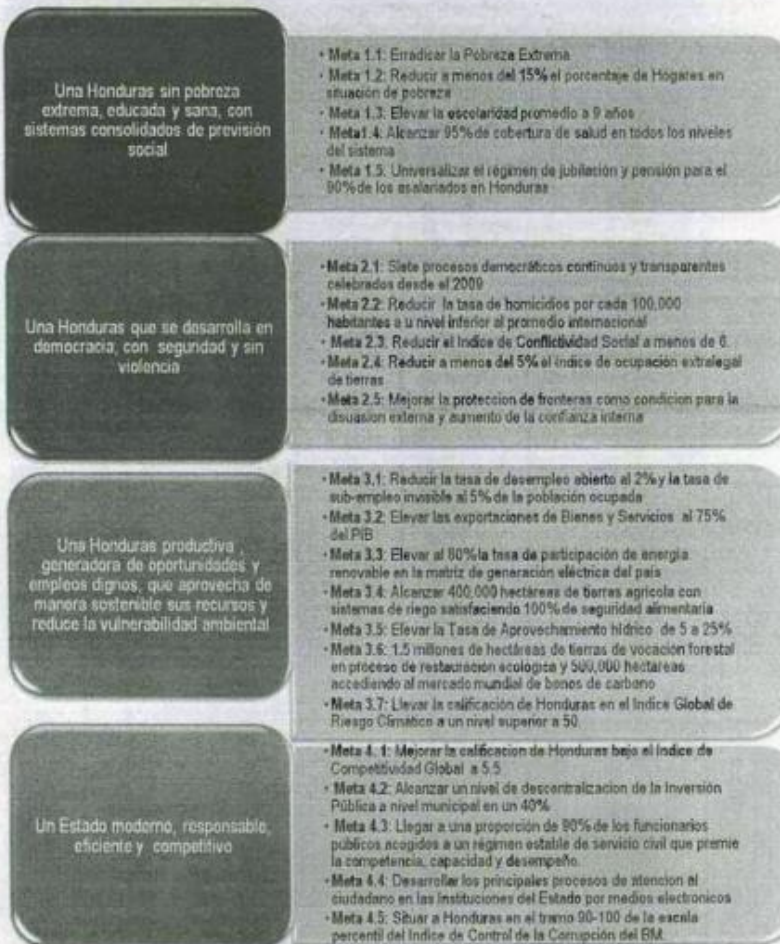 Una Honduras sin pobreza
extrema, educada y sana, con
sistemas consolidados de previsión
social
• Meta 1.1: Erradicar la Pobreza Extrema
• Meta 1.2: Reducir a menos del 15% el porcentaje de Hogares en
situación de pobreza
• Meta 1.3: Elevar la escolaridad promedio a 9 años
• Meta1.4: Alcanzar 95% de cobertura de salud en todos los niveles
del sistema
• Meta 1.5: Universalizar el régimen de jubilación y pensión para el
90% de los asalariados en Honduras
Una Honduras que se desarrolla en
democracia, con seguridad y sin
violencia
• Meta 2.1: Siete procesos democráticos continuos y transparentes
celebrados desde el 2009
• Meta 2.2: Reducir la tasa de homicidios por cada 100,000
habitantes a u nivel inferior al promedio internacional
• Meta 2.3: Reducir el Indice de Conflictividad Social a menos de 6.
• Meta 2.4: Reducir a menos del 5% el índice de ocupación extralegal
de tierras
• Meta 2.5: Mejorar la proteccion de fronteras como condicion para la
disuasion externa y aumento de la confianza interna
Una Honduras productiva ,
generadora de oportunidades y
empleos dignos, que aprovecha de
manera sostenible sus recursos y
reduce la vulnerabilidad ambiental
• Meta 3.1: Reducir la tasa de desempleo abierto al 2% y la tasa de
sub-empleo invisible al 5% de la población ocupada
• Meta 3.2: Elevar las exportaciones de Bienes y Servicios al 75%
del PIB
• Meta 3.3: Elevar al 80% la tasa de participación de energía
renovable en la matriz de generación eléctrica del país
• Meta 3.4: Alcanzar 400,000 hectáreas de tierras agrícola con
sistemas de riego satisfaciendo 100% de seguridad alimentaria
• Meta 3.5: Elevar la Tasa de Aprovechamiento hídrico de 5 a 25%
• Meta 3.6: 1.5 millones de hectáreas de tierras de vocación forestal
en proceso de restauración ecológica y 500,000 hectáreas
accediendo al mercado mundial de bonos de carbono
• Meta 3.7: Llevar la calificación de Honduras en el Indice Global de
Riesgo Climático a un nivel superior a 50.
Un Estado moderno, responsable,
eficiente y competitivo
• Meta 4. 1: Mejorar la calificacion de Honduras bajo el Indice de
Competitividad Global a 5.5
• Meta 4.2: Alcanzar un nivel de descentralizacion de la Inversión
Pública a nivel municipal en un 40%
• Meta 4.3: Llegar a una proporción de 90% de los funcionarios
públicos acogidos a un régimen estable de servicio civil que premie
la competencia, capacidad y desempeño.
• Meta 4.4: Desarrollar los principales procesos de atencion al
ciudadano en las instituciones del Estado por medios electronicos
• Meta 4.5: Situar a Honduras en el tramo 90-100 de la escala
percentil del Indice de Control de la Corrupción del BM.